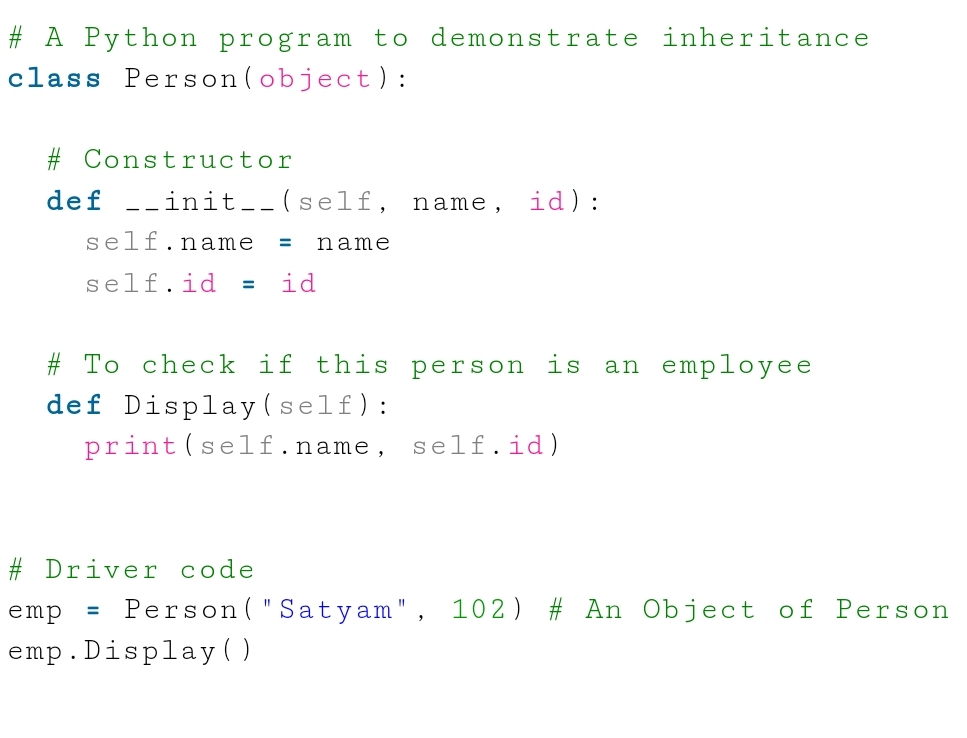 # A Python program to demonstrate inheritance
class Person(object):
  # Constructor
  def __init__(self, name, id):
    self.name = name
    self.id = id
  # To check if this person is an employee
  def Display(self):
    print(self.name, self.id)
# Driver code
emp = Person("Satyam", 102) # An Object of Person
emp.Display()